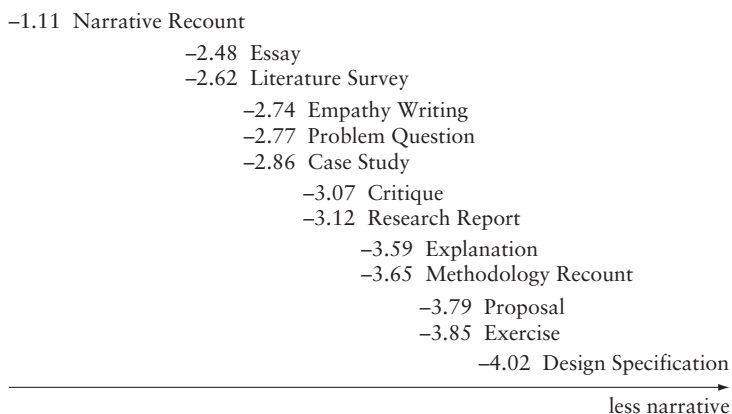 –1.11 Narrative Recount
–2.48 Essay
–2.62 Literature Survey
–2.74 Empathy Writing
–2.77 Problem Question
–2.86 Case Study
–3.07 Critique
–3.12 Research Report
–3.59 Explanation
–3.65 Methodology Recount
–3.79 Proposal
–3.85 Exercise
–4.02 Design Specification
less narrative